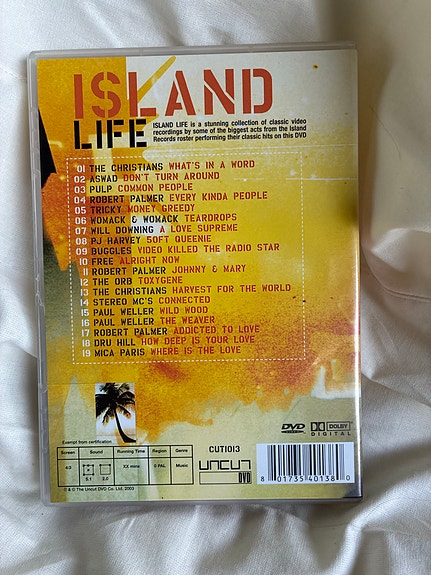 ISLAND
LIFE
ISLAND LIFE is a stunning collection of classic video
recordings by some of the biggest acts from the Island
Records roster performing their classic hits on this DVD
01 THE CHRISTIANS WHAT'S IN A WORD
02 ASWAD DON'T TURN AROUND
03 PULP COMMON PEOPLE
04 ROBERT PALMER EVERY KINDA PEOPLE
05 TRICKY MONEY GREEDY
06 WOMACK & WOMACK TEARDROPS
07 WILL DOWNING A LOVE SUPREME
08 PJ HARVEY 50FT QUEENIE
09 BUGGLES VIDEO KILLED THE RADIO STAR
10 FREE ALRIGHT NOW
11 ROBERT PALMER JOHNNY & MARY
12 THE ORB TOXYGENE
13 THE CHRISTIANS HARVEST FOR THE WORLD
14 STEREO MC'S CONNECTED
15 PAUL WELLER WILD WOOD
16 PAUL WELLER THE WEAVER
17 ROBERT PALMER ADDICTED TO LOVE
18 DRU HILL HOW DEEP IS YOUR LOVE
19 MICA PARIS WHERE IS THE LOVE
Exempt from certification
Screen Sound Running Time Region Genre
4:3 5.1 2.0 XX mins 0 PAL Music
℗ & © The Uncut DVD Co. Ltd, 2003
CUT1013
UNCUT
DVD
DVD
DOLBY
DIGITAL
8 01735 40138 0